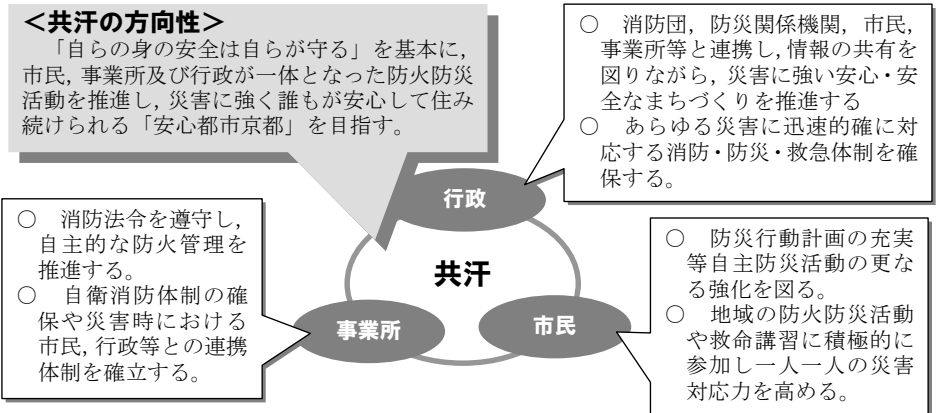 <共汗の方向性>
「自らの身の安全は自らが守る」を基本に,
市民,事業所及び行政が一体となった防火防災
活動を推進し,災害に強く誰もが安心して住み
続けられる「安心都市京都」を目指す。
○　消防団,防災関係機関,市民,
事業所等と連携し,情報の共有を
図りながら,災害に強い安心・安
全なまちづくりを推進する
○　あらゆる災害に迅速的確に対
応する消防・防災・救急体制を確
保する。
行政
○　消防法令を遵守し,
自主的な防火管理を
推進する。
○　自衛消防体制の確
保や災害時における
市民,行政等との連携
体制を確立する。
共汗
事業所
市民
○　防災行動計画の充実
等自主防災活動の更な
る強化を図る。
○　地域の防火防災活動
や救命講習に積極的に
参加し一人一人の災害
対応力を高める。